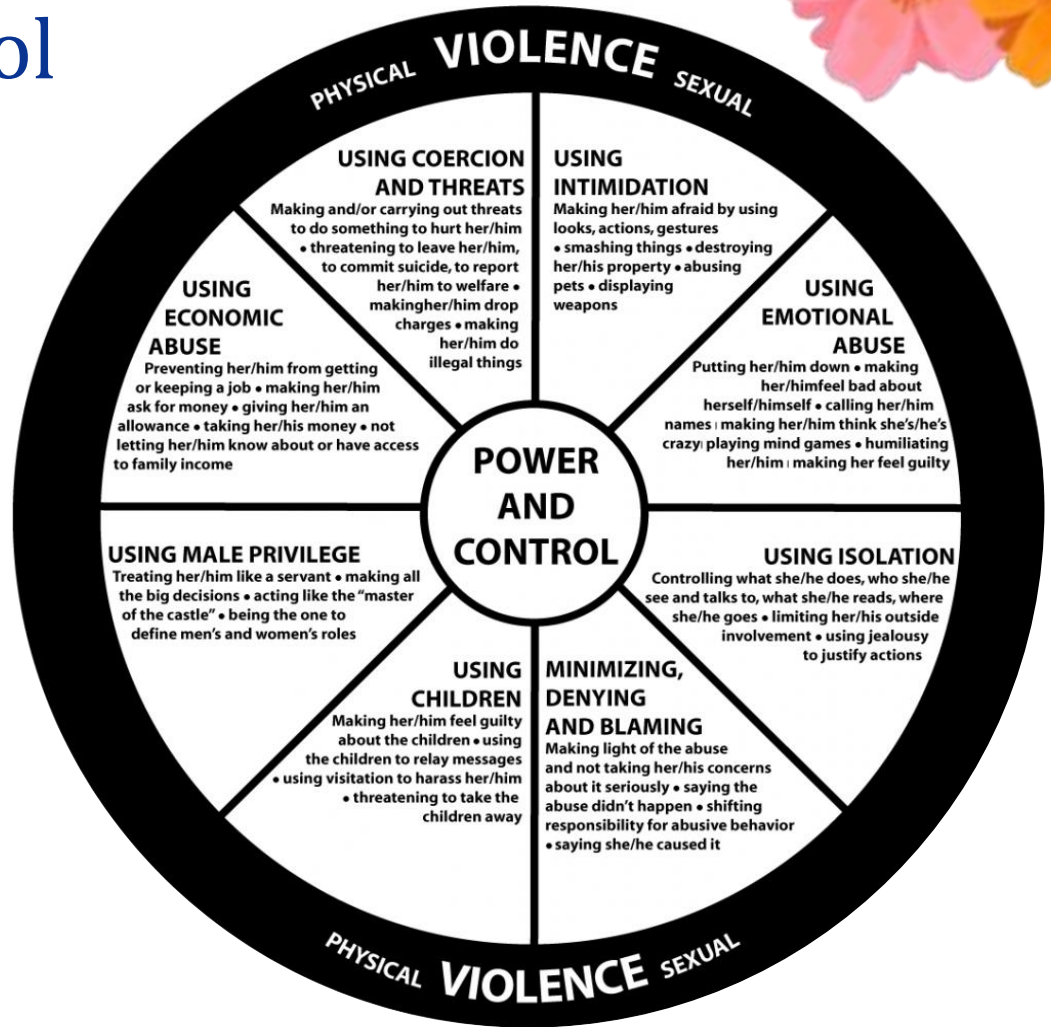 ol
PHYSICAL VIOLENCE SEXUAL
USING COERCION
AND THREATS
Making and/or carrying out threats
to do something to hurt her/him
• threatening to leave her/him,
to commit suicide, to report
her/him to welfare •
makingher/him drop
charges • making
her/him do
illegal things
USING
INTIMIDATION
Making her/him afraid by using
looks, actions, gestures
• smashing things • destroying
her/his property • abusing
pets • displaying
weapons
USING
ECONOMIC
ABUSE
Preventing her/him from getting
or keeping a job • making her/him
ask for money • giving her/him an
allowance • taking her/his money • not
letting her/him know about or have access
to family income
USING
EMOTIONAL
ABUSE
Putting her/him down • making
her/himfeel bad about
herself/himself • calling her/him
names | making her/him think she's/he's
crazy| playing mind games • humiliating
her/him | making her feel guilty
POWER
AND
CONTROL
USING MALE PRIVILEGE
Treating her/him like a servant • making all
the big decisions • acting like the “master
of the castle” • being the one to
define men’s and women’s roles
USING ISOLATION
Controlling what she/he does, who she/he
see and talks to, what she/he reads, where
she/he goes • limiting her/his outside
involvement • using jealousy
to justify actions
USING
CHILDREN
Making her/him feel guilty
about the children • using
the children to relay messages
• using visitation to harass her/him
• threatening to take the
children away
MINIMIZING,
DENYING
AND BLAMING
Making light of the abuse
and not taking her/his concerns
about it seriously • saying the
abuse didn’t happen • shifting
responsibility for abusive behavior
• saying she/he caused it
PHYSICAL VIOLENCE SEXUAL